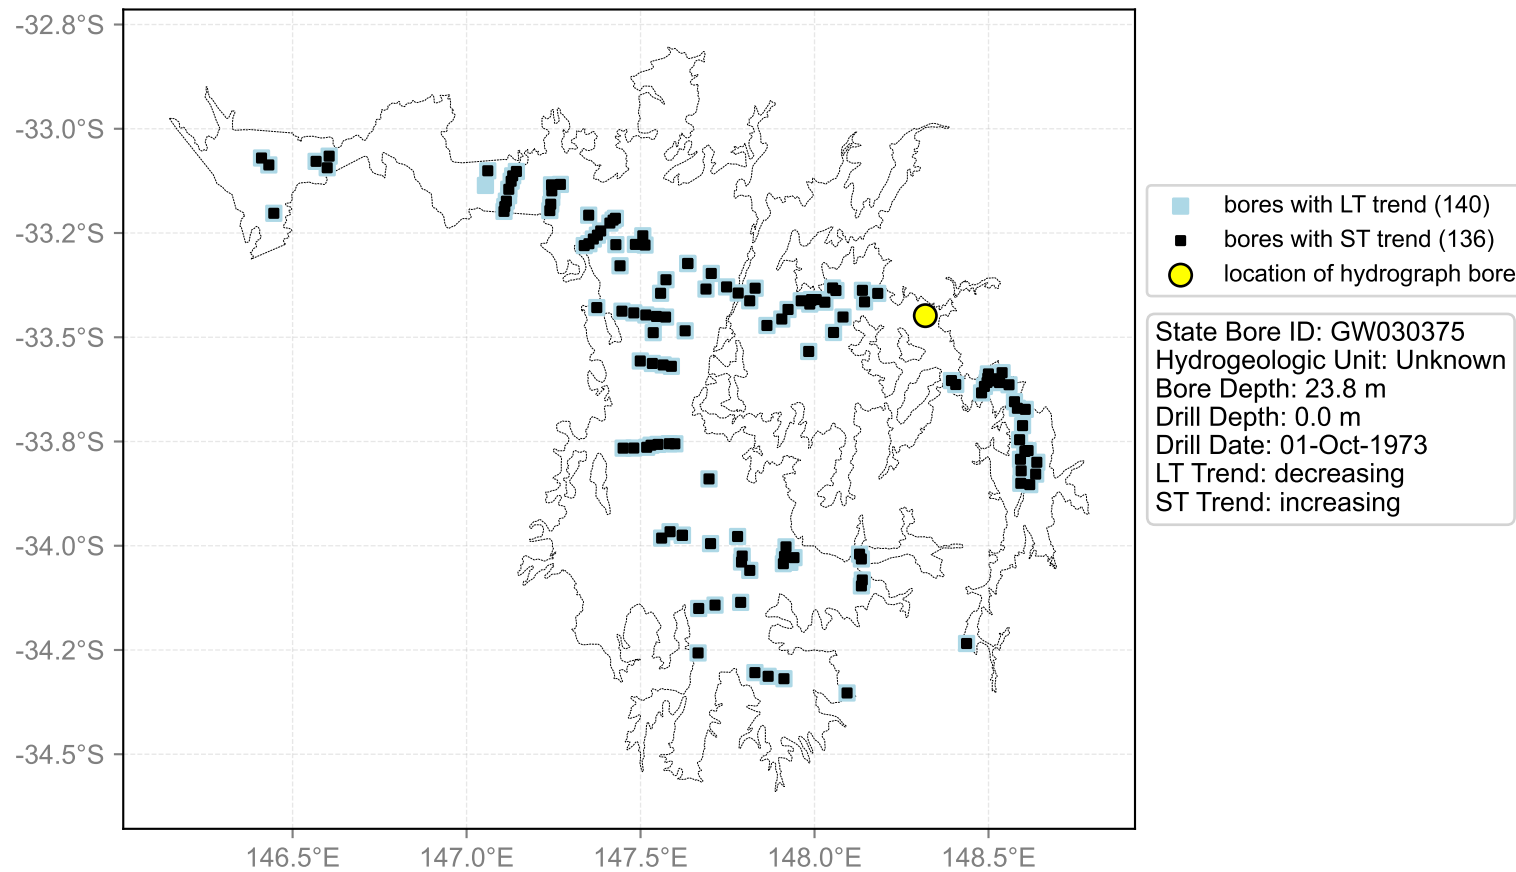 -32.8°S
-33.0°S
-33.2°S
-33.5°S
-33.8°S
-34.0°S
-34.2°S
-34.5°S
146.5°E
147.0°E
147.5°E
148.0°E
148.5°E
bores with LT trend (140)
bores with ST trend (136)
location of hydrograph bore
State Bore ID: GW030375
Hydrogeologic Unit: Unknown
Bore Depth: 23.8 m
Drill Depth: 0.0 m
Drill Date: 01-Oct-1973
LT Trend: decreasing
ST Trend: increasing